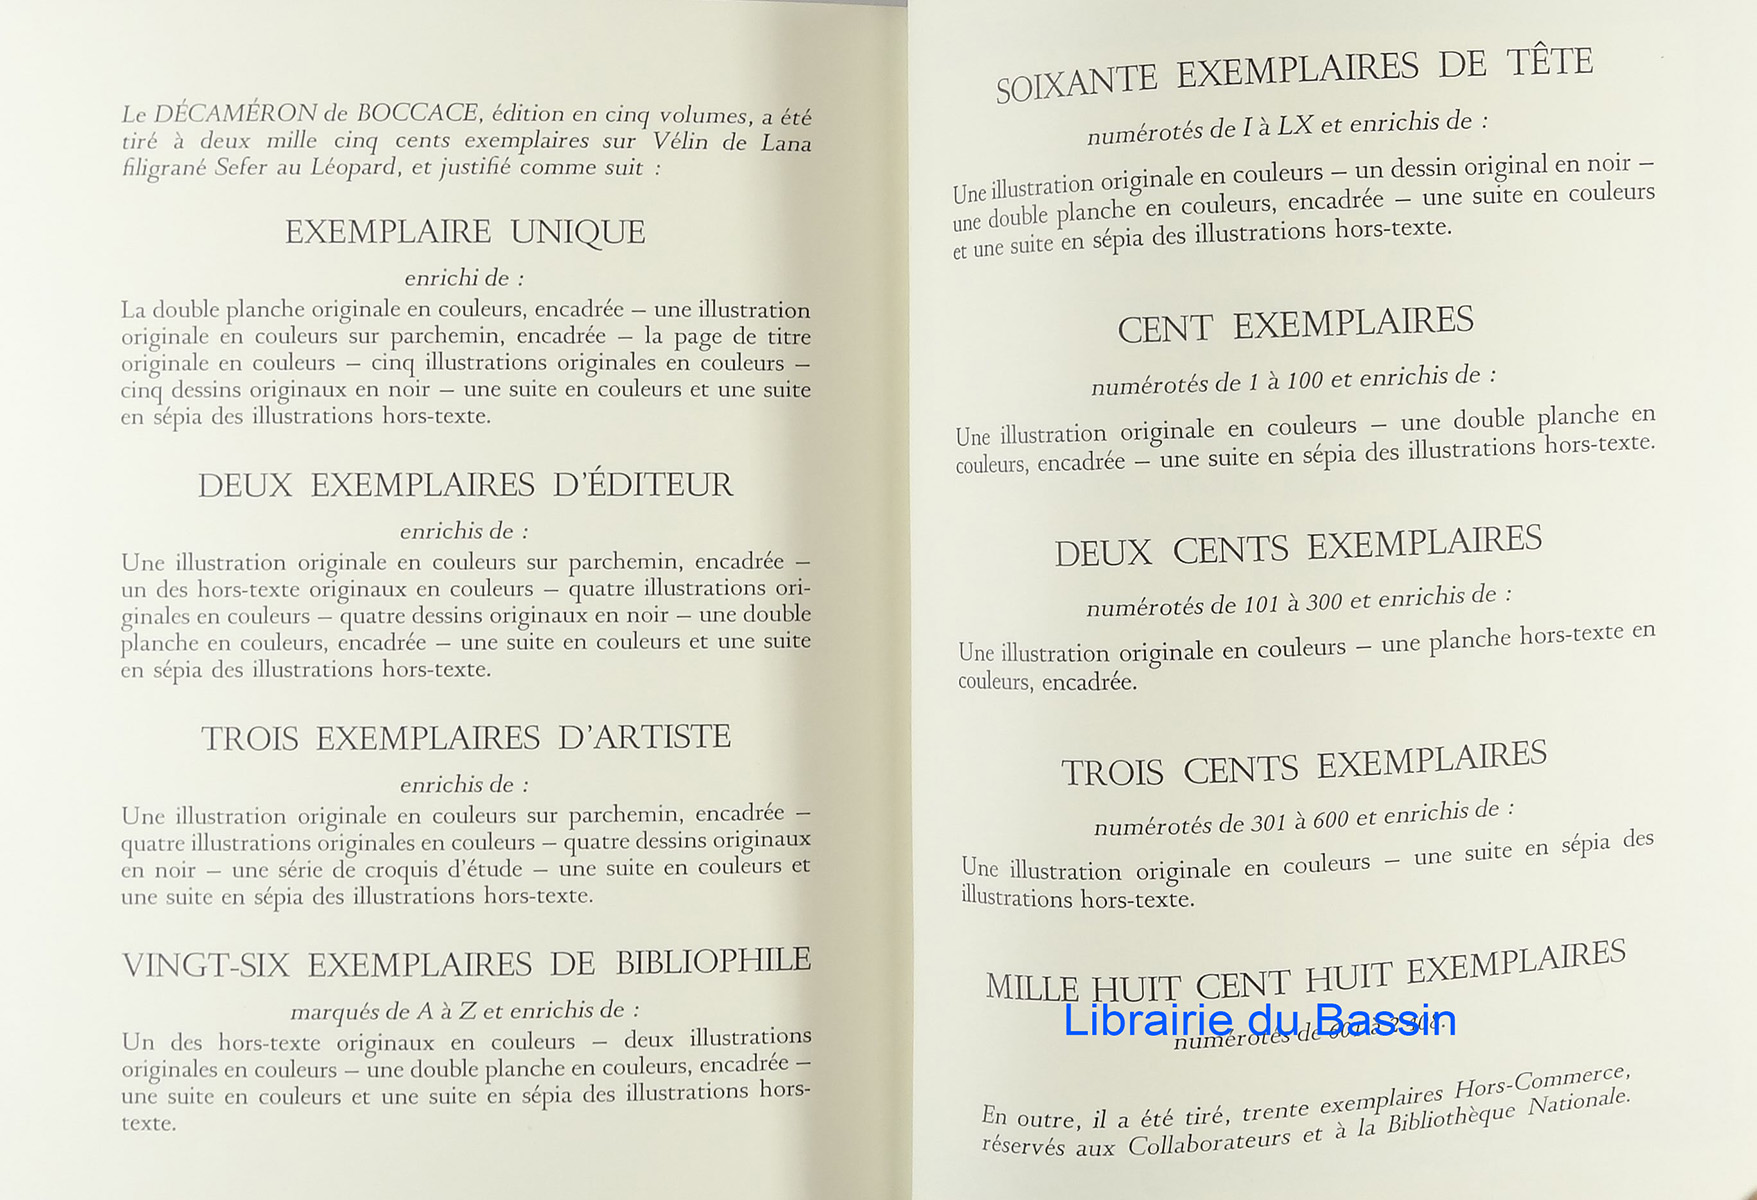 Le DÉCAMÉRON de BOCCACE, édition en cinq volumes, a été
tiré à deux mille cinq cents exemplaires sur Vélin de Lana
filigrané Sefer au Léopard, et justifié comme suit :
EXEMPLAIRE UNIQUE
enrichi de :
La double planche originale en couleurs, encadrée – une illustration
originale en couleurs sur parchemin, encadrée – la page de titre
originale en couleurs – cinq illustrations originales en couleurs –
cinq dessins originaux en noir – une suite en couleurs et une suite
en sépia des illustrations hors-texte.
DEUX EXEMPLAIRES D'ÉDITEUR
enrichis de :
Une illustration originale en couleurs sur parchemin, encadrée –
un des hors-texte originaux en couleurs – quatre illustrations ori-
ginales en couleurs – quatre dessins originaux en noir – une double
planche en couleurs, encadrée – une suite en couleurs et une suite
en sépia des illustrations hors-texte.
TROIS EXEMPLAIRES D'ARTISTE
enrichis de :
Une illustration originale en couleurs sur parchemin, encadrée –
quatre illustrations originales en couleurs – quatre dessins originaux
en noir – une série de croquis d'étude – une suite en couleurs et
une suite en sépia des illustrations hors-texte.
VINGT-SIX EXEMPLAIRES DE BIBLIOPHILE
marqués de A à Z et enrichis de :
Un des hors-texte originaux en couleurs – deux illustrations
originales en couleurs – une double planche en couleurs, encadrée –
une suite en couleurs et une suite en sépia des illustrations hors-
texte.
SOIXANTE EXEMPLAIRES DE TÊTE
numérotés de I à LX et enrichis de :
Une illustration originale en couleurs – un dessin original en noir –
une double planche en couleurs, encadrée – une suite en couleurs
et une suite en sépia des illustrations hors-texte.
CENT EXEMPLAIRES
numérotés de 1 à 100 et enrichis de :
Une illustration originale en couleurs – une double planche en
couleurs, encadrée – une suite en sépia des illustrations hors-texte.
DEUX CENTS EXEMPLAIRES
numérotés de 101 à 300 et enrichis de :
Une illustration originale en couleurs – une planche hors-texte en
couleurs, encadrée.
TROIS CENTS EXEMPLAIRES
numérotés de 301 à 600 et enrichis de :
Une illustration originale en couleurs – une suite en sépia des
illustrations hors-texte.
MILLE HUIT CENT HUIT EXEMPLAIRES
Librairie du Bassin
numérotés de 601 à 2 408.
En outre, il a été tiré, trente exemplaires Hors-Commerce,
réservés aux Collaborateurs et à la Bibliothèque Nationale.